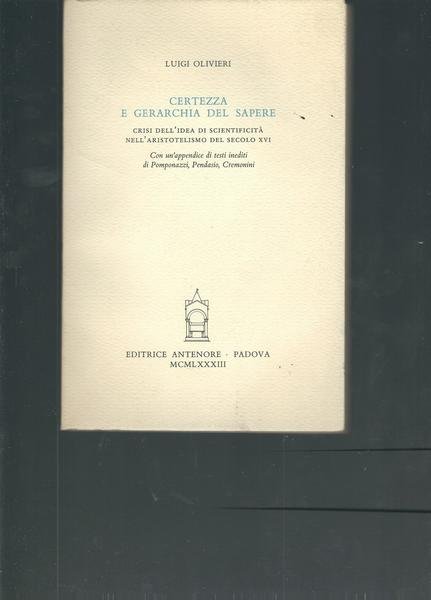 LUIGI OLIVIERI
CERTEZZA
E GERARCHIA DEL SAPERE
CRISI DELL'IDEA DI SCIENTIFICITÀ
NELL'ARISTOTELISMO DEL SECOLO XVI
Con un'appendice di testi inediti
di Pomponazzi, Pendasio, Cremonini
EDITRICE ANTENORE · PADOVA
MCMLXXXIII